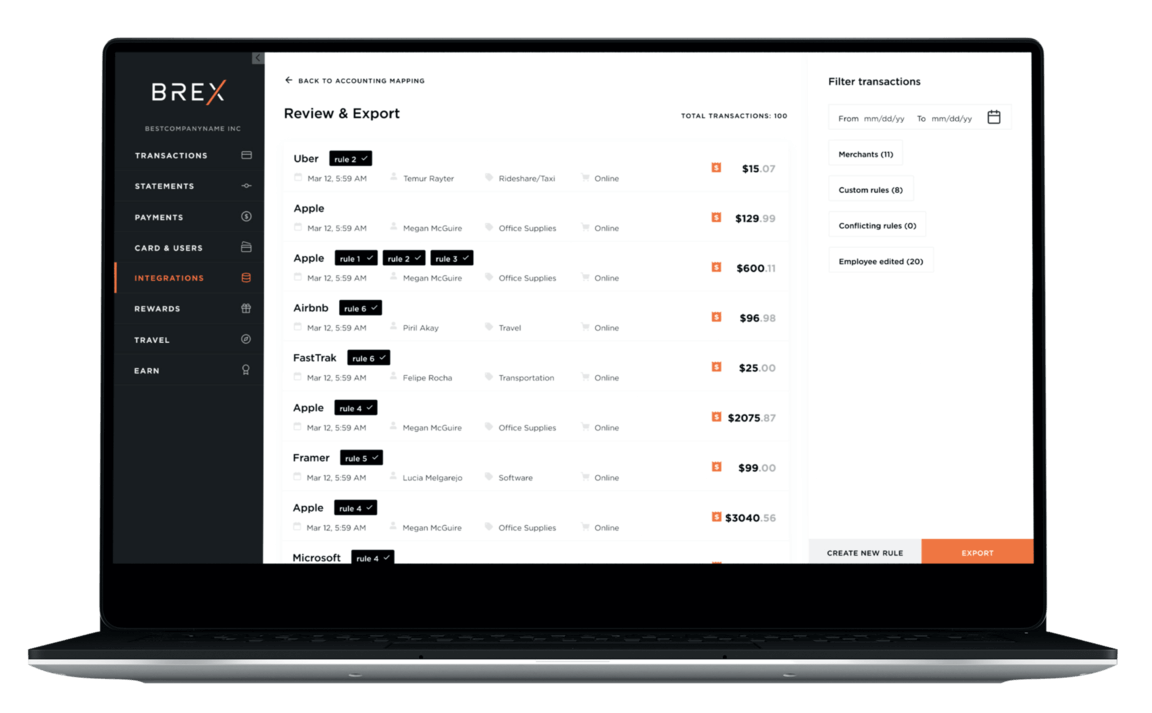 BREX
BESTCOMPANYNAME INC
TRANSACTIONS
STATEMENTS
PAYMENTS
CARD & USERS
INTEGRATIONS
REWARDS
TRAVEL
EARN
BACK TO ACCOUNTING MAPPING
Review & Export
TOTAL TRANSACTIONS: 100
Uber rule 2
Mar 12, 5:59 AM Temur Rayter Rideshare/Taxi Online
$15.07
Apple
Mar 12, 5:59 AM Megan McGuire Office Supplies Online
$129.99
Apple rule 1 rule 2 rule 3
Mar 12, 5:59 AM Megan McGuire Office Supplies Online
$600.11
Airbnb rule 6
Mar 12, 5:59 AM Piril Akay Travel Online
$96.98
FastTrak rule 6
Mar 12, 5:59 AM Felipe Rocha Transportation Online
$25.00
Apple rule 4
Mar 12, 5:59 AM Megan McGuire Office Supplies Online
$2075.87
Framer rule 5
Mar 12, 5:59 AM Lucia Melgarejo Software Online
$99.00
Apple rule 4
Mar 12, 5:59 AM Megan McGuire Office Supplies Online
$3040.56
Microsoft rule 4
Filter transactions
From mm/dd/yy To mm/dd/yy
Merchants (11)
Custom rules (8)
Conflicting rules (0)
Employee edited (20)
CREATE NEW RULE
EXPORT